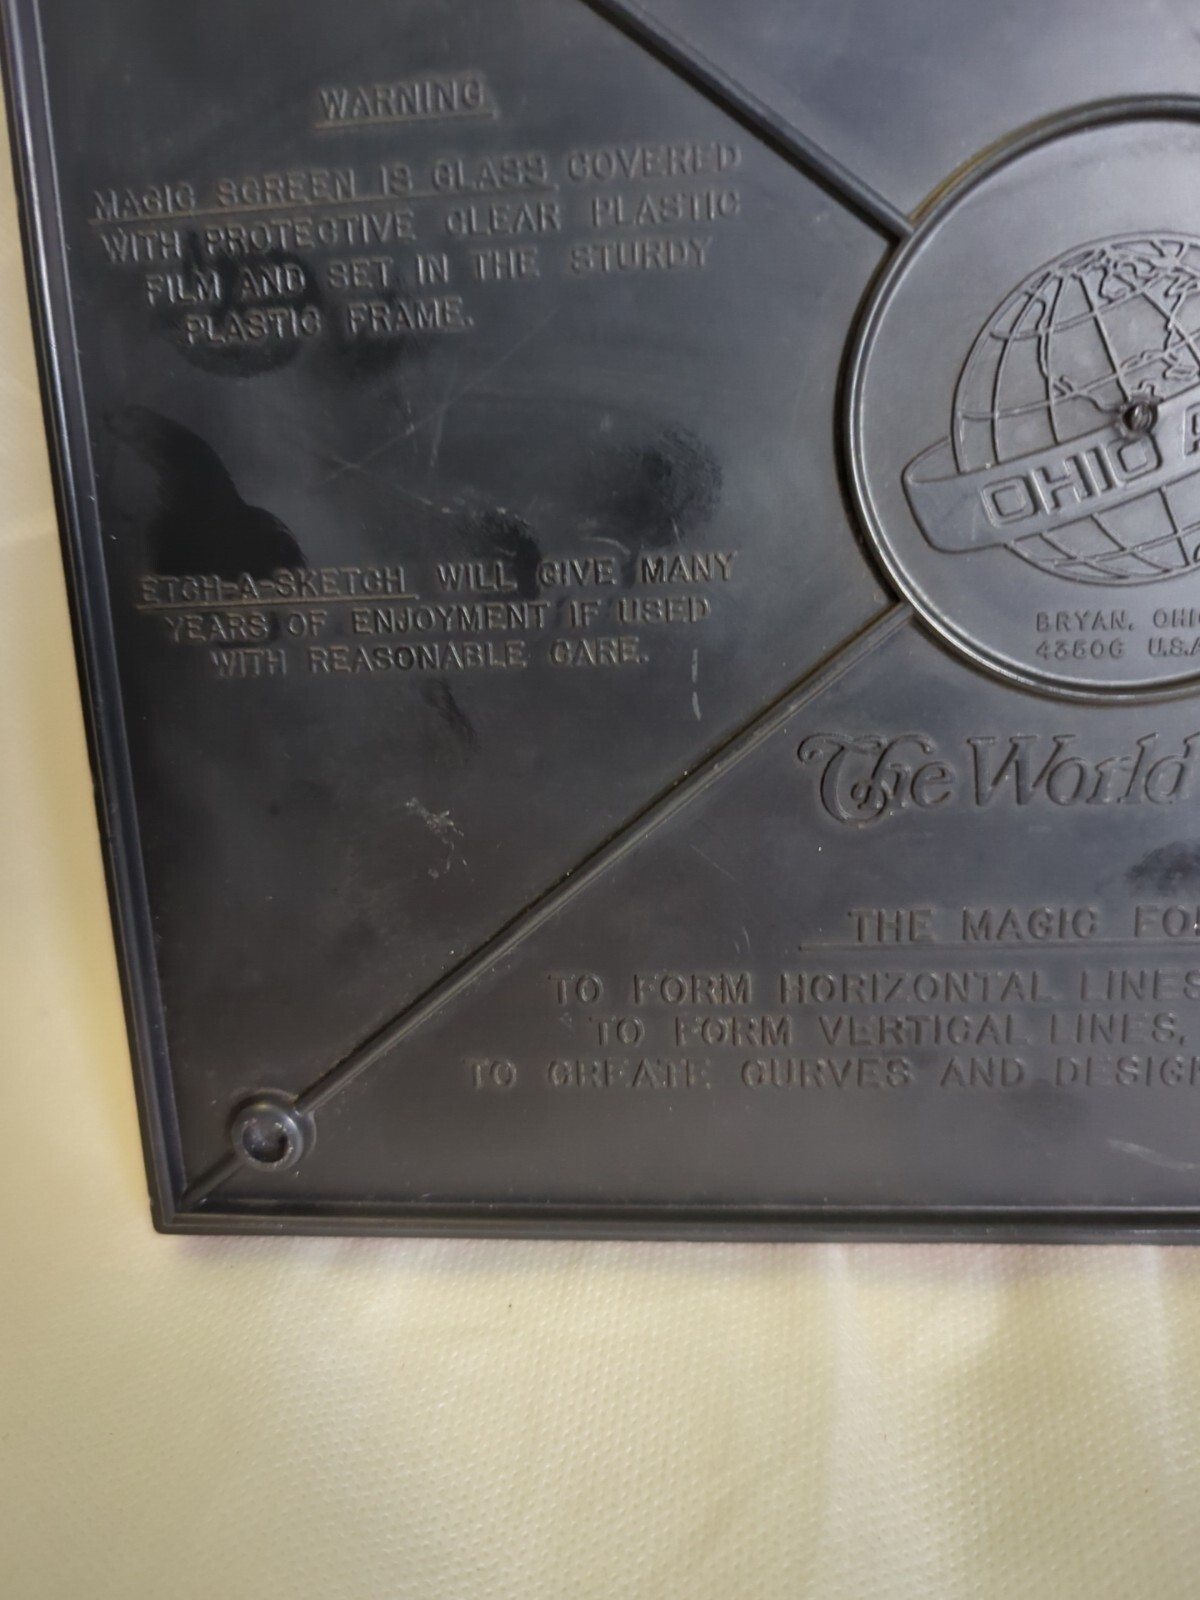 WARNING
MAGIC SCREEN IS GLASS COVERED
WITH PROTECTIVE CLEAR PLASTIC
FILM AND SET IN THE STURDY
PLASTIC FRAME.
ETCH-A-SKETCH WILL GIVE MANY
YEARS OF ENJOYMENT IF USED
WITH REASONABLE CARE.
OHIO
BRYAN, OHIO
43506 U.S.A
The World
THE MAGIC
TO FORM HORIZONTAL LINES
TO FORM VERTICAL LINES,
TO CREATE CURVES AND